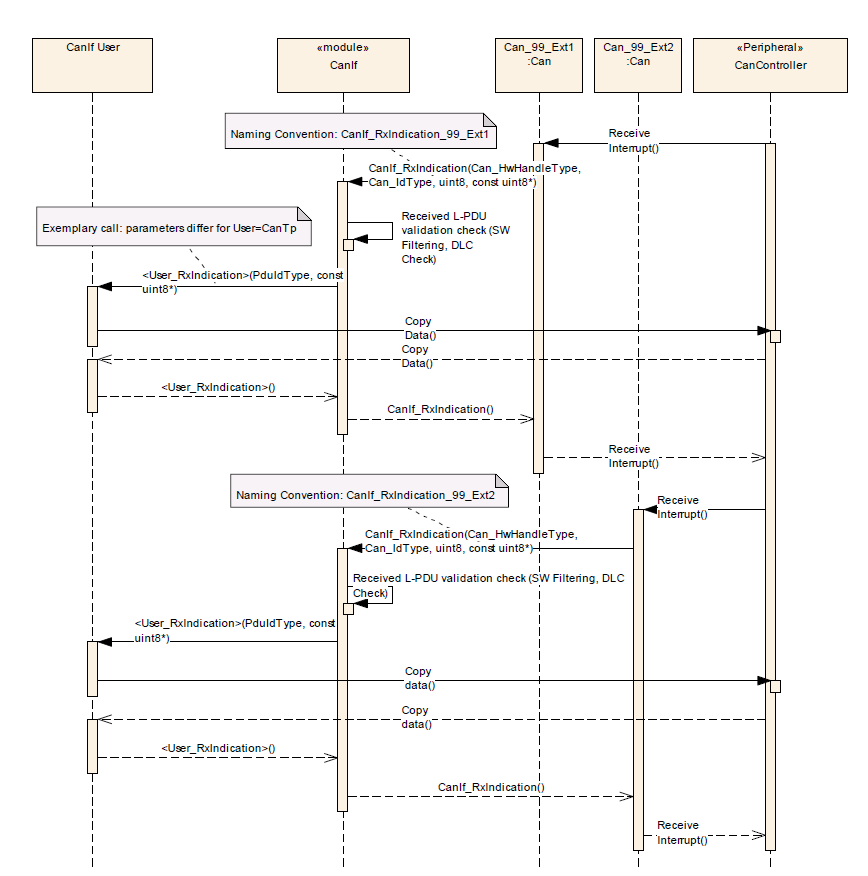 CanIf User
«module»
CanIf
Can_99_Ext1
:Can
Can_99_Ext2
:Can
«Peripheral»
CanController
Naming Convention: CanIf_RxIndication_99_Ext1
Receive
Interrupt()
CanIf_RxIndication(Can_HwHandleType,
Can_IdType, uint8, const uint8*)
Exemplary call: parameters differ for User=CanTp
Received L-PDU
validation check (SW
Filtering, DLC
Check)
<User_RxIndication>(PduIdType, const
uint8*)
Copy
Data()
Copy
Data()
<User_RxIndication>()
CanIf_RxIndication()
Receive
Interrupt()
Naming Convention: CanIf_RxIndication_99_Ext2
Receive
Interrupt()
CanIf_RxIndication(Can_HwHandleType,
Can_IdType, uint8, const uint8*)
Received L-PDU validation check (SW Filtering, DLC
Check)
<User_RxIndication>(PduIdType, const
uint8*)
Copy
data()
Copy
data()
<User_RxIndication>()
CanIf_RxIndication()
Receive
Interrupt()